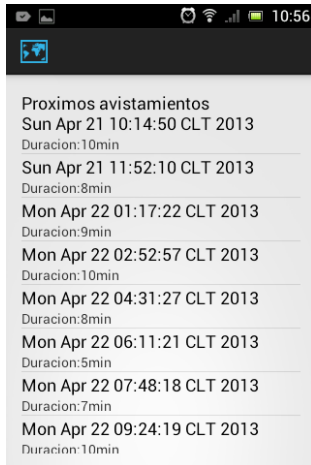 10:56
Proximos avistamientos
Sun Apr 21 10:14:50 CLT 2013
Duracion:10min
Sun Apr 21 11:52:10 CLT 2013
Duracion:8min
Mon Apr 22 01:17:22 CLT 2013
Duracion:9min
Mon Apr 22 02:52:57 CLT 2013
Duracion:10min
Mon Apr 22 04:31:27 CLT 2013
Duracion:8min
Mon Apr 22 06:11:21 CLT 2013
Duracion:5min
Mon Apr 22 07:48:18 CLT 2013
Duracion:7min
Mon Apr 22 09:24:19 CLT 2013
Duracion:10min